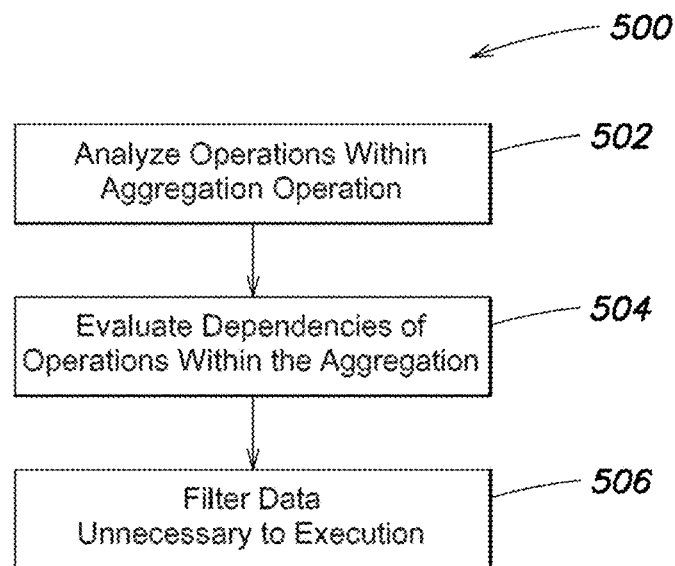 500
Analyze Operations Within
Aggregation Operation
502
Evaluate Dependencies of
Operations Within the Aggregation
504
Filter Data
Unnecessary to Execution
506